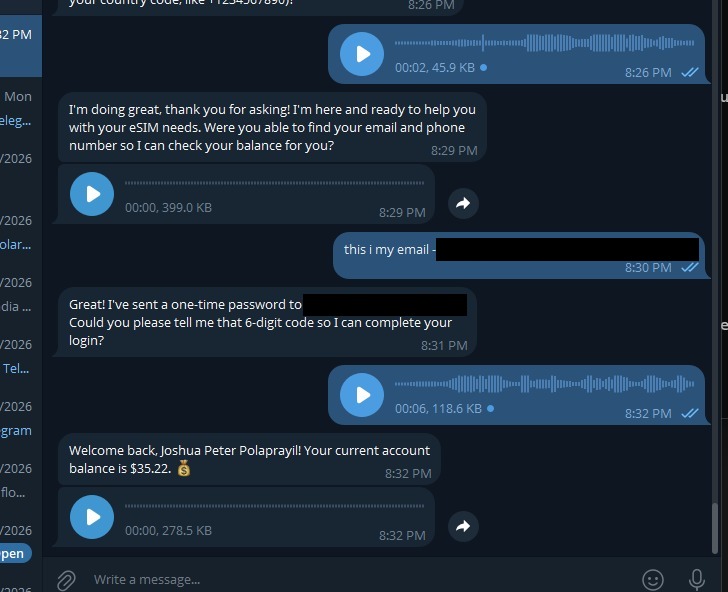 your country code, like +1234567890)!
8:26 PM
32 PM
00:02, 45.9 KB
8:26 PM
Mon
eleg...
I'm doing great, thank you for asking! I'm here and ready to help you
with your eSIM needs. Were you able to find your email and phone
number so I can check your balance for you?
8:29 PM
/2026
00:00, 399.0 KB
8:29 PM
/2026
olar...
this i my email -
8:30 PM
/2026
ndia ...
Great! I've sent a one-time password to
Could you please tell me that 6-digit code so I can complete your
login?
8:31 PM
/2026
Tel...
00:06, 118.6 KB
8:32 PM
/2026
egram
Welcome back, Joshua Peter Polaprayil! Your current account
balance is $35.22. 💰
8:32 PM
/2026
flo...
00:00, 278.5 KB
8:32 PM
/2026
pen
Write a message...